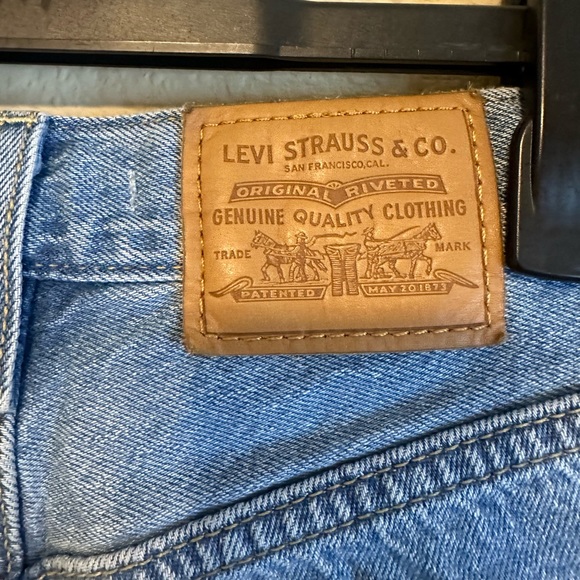 LEVI STRAUSS & CO.
SAN FRANCISCO, CAL.
ORIGINAL RIVETED
GENUINE QUALITY CLOTHING
TRADE MARK
PATENTED MAY 20 1873